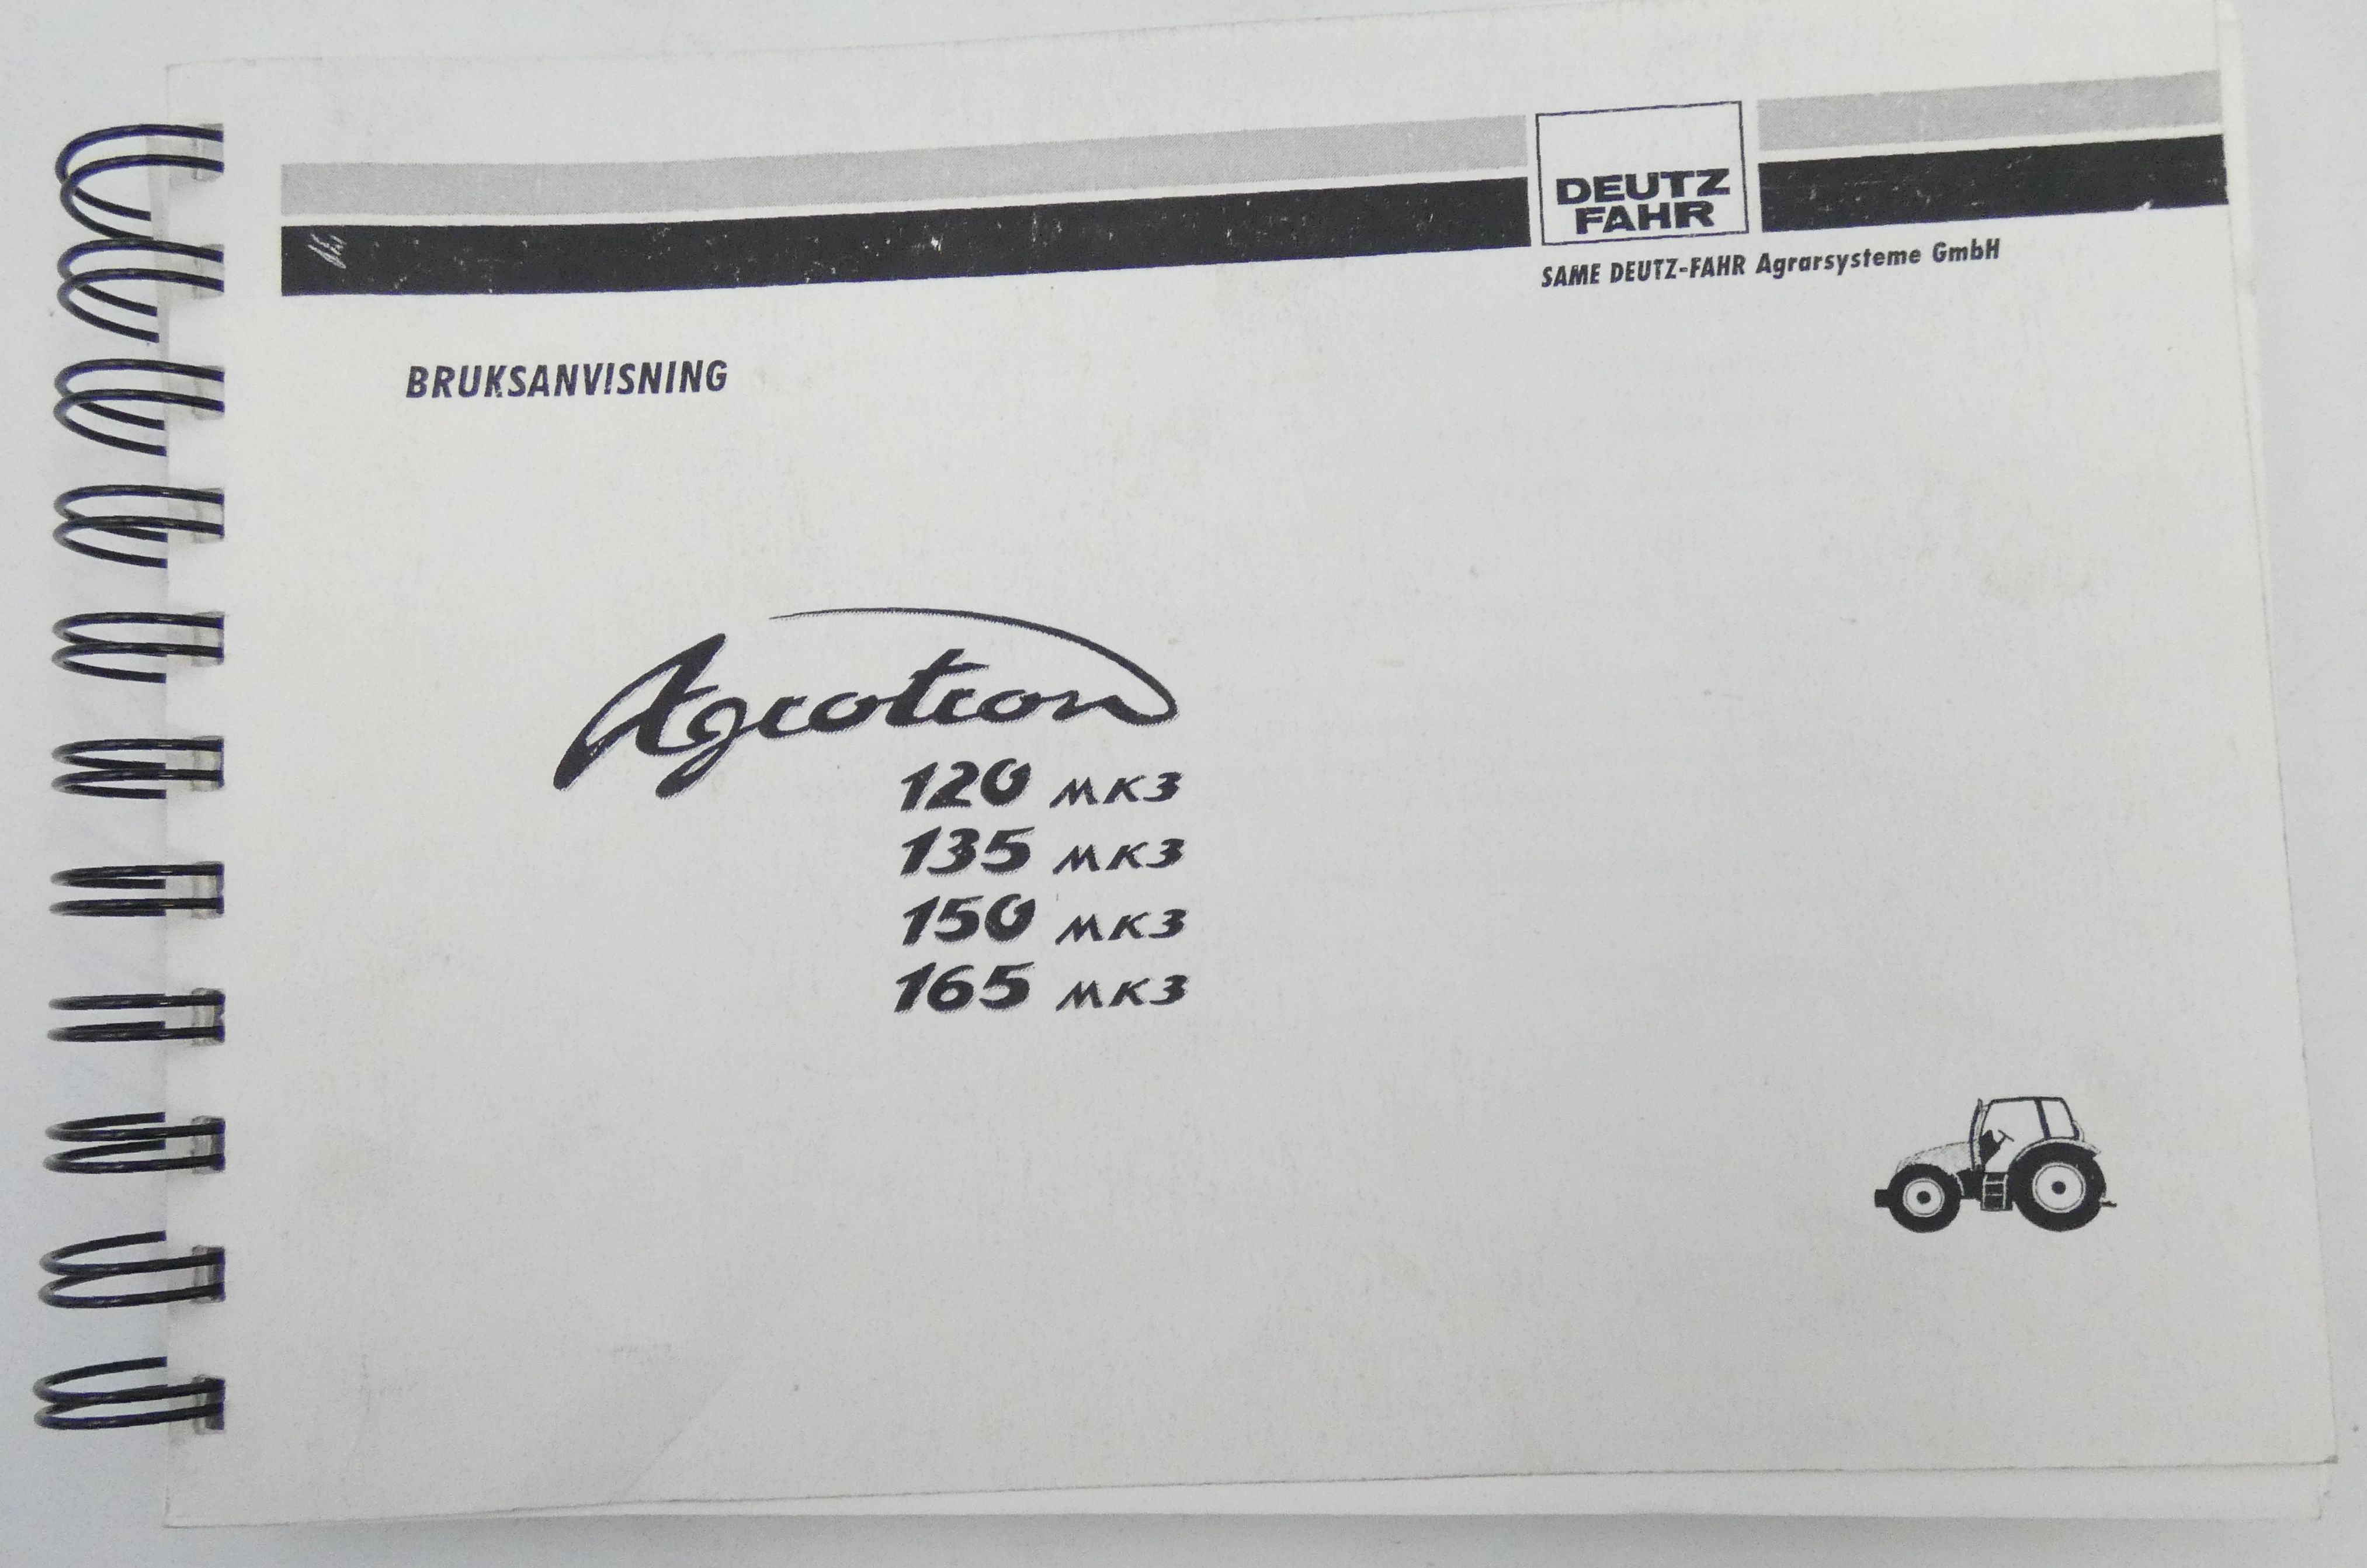 DEUTZ
FAHR
SAME DEUTZ-FAHR Agrarsysteme GmbH
BRUKSANVISNING
Agrotron
120 MK3
135 MK3
150 MK3
165 MK3